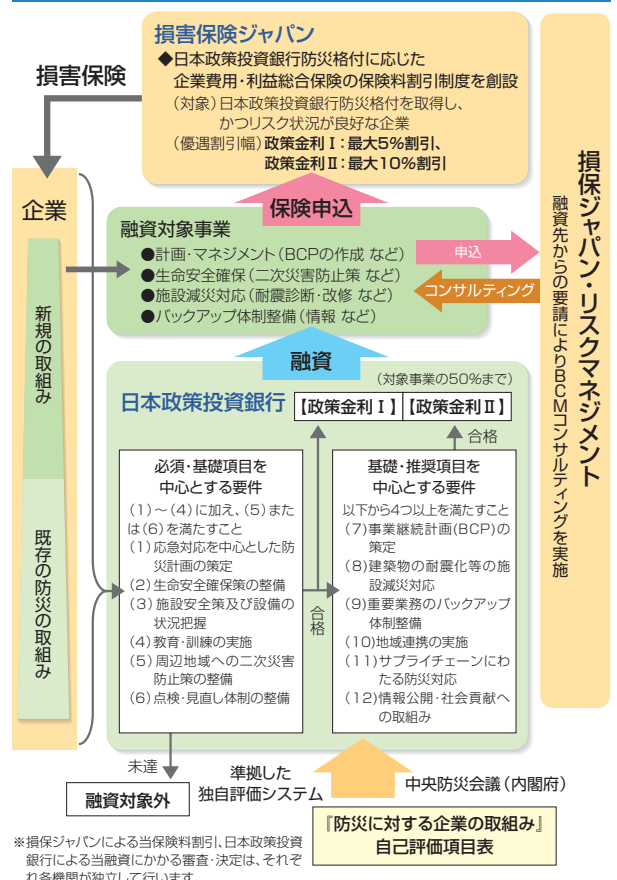 損害保険ジャパン
◆日本政策投資銀行防災格付に応じた
企業費用・利益総合保険の保険料割引制度を創設
(対象)日本政策投資銀行防災格付を取得し、
かつリスク状況が良好な企業
(優遇割引幅)政策金利Ⅰ:最大5%割引、
政策金利Ⅱ:最大10%割引
損害保険
企業
新規の取組み
既存の防災の取組み
保険申込
融資対象事業
●計画・マネジメント(BCPの作成 など)
●生命安全確保(二次災害防止策 など)
●施設減災対応(耐震診断・改修 など)
●バックアップ体制整備(情報 など)
申込
コンサルティング
損保ジャパン・リスクマネジメント
融資先からの要請によりBCMコンサルティングを実施
融資
(対象事業の50%まで)
日本政策投資銀行
【政策金利Ⅰ】
【政策金利Ⅱ】
合格
必須・基礎項目を
中心とする要件
(1)~(4)に加え、(5)また
は(6)を満たすこと
(1)応急対応を中心とした防
災計画の策定
(2)生命安全確保策の整備
(3)施設安全策及び設備の
状況把握
(4)教育・訓練の実施
(5)周辺地域への二次災害
防止策の整備
(6)点検・見直し体制の整備
合格
基礎・推奨項目を
中心とする要件
以下から4つ以上を満たすこと
(7)事業継続計画(BCP)の
策定
(8)建築物の耐震化等の施
設減災対応
(9)重要業務のバックアップ
体制整備
(10)地域連携の実施
(11)サプライチェーンにわ
たる防災対応
(12)情報公開・社会貢献へ
の取組み
未達
融資対象外
準拠した
独自評価システム
中央防災会議(内閣府)
『防災に対する企業の取組み』
自己評価項目表
※損保ジャパンによる当保険料割引、日本政策投資
銀行による当融資にかかる審査・決定は、それぞ
れ各機関が独立して行います